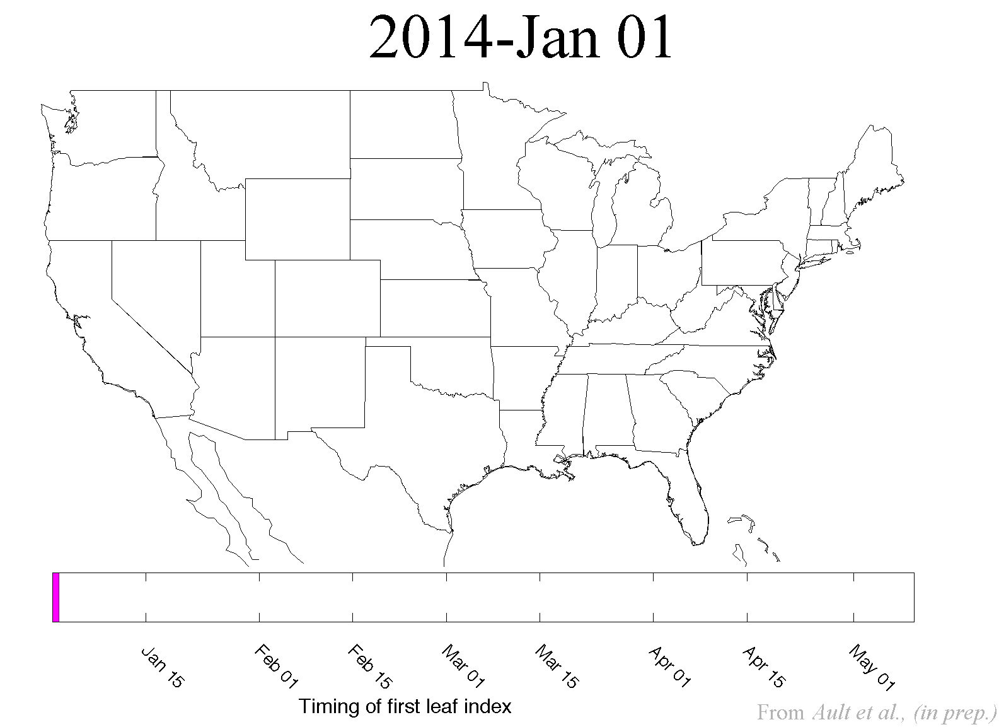 2014-Jan 01
Jan 15
Feb 01
Feb 15
Mar 01
Mar 15
Apr 01
Apr 15
May 01
Timing of first leaf index
From Ault et al., (in prep.)